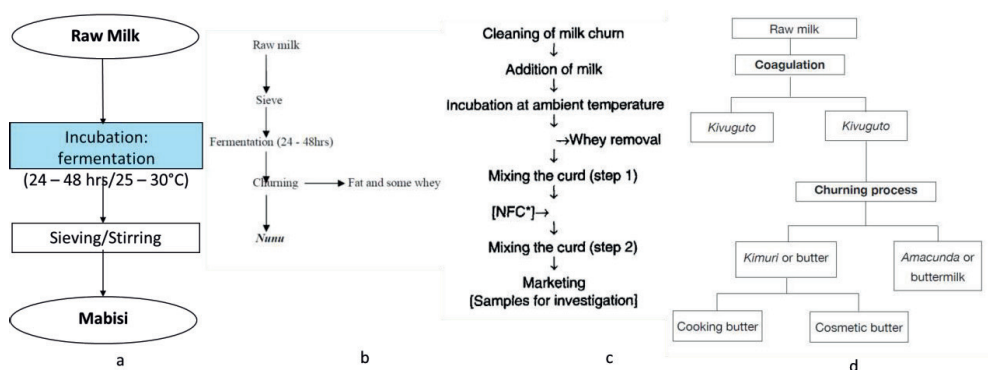 Raw Milk
Incubation:
fermentation
(24 – 48 hrs/25 – 30°C)
Sieving/Stirring
Mabisi
a
Raw milk
Sieve
Fermentation (24 - 48hrs)
Churning → Fat and some whey
Nunu
b
Cleaning of milk churn
↓
Addition of milk
↓
Incubation at ambient temperature
↓
→Whey removal
↓
Mixing the curd (step 1)
[NFC*]→
↓
Mixing the curd (step 2)
↓
Marketing
[Samples for investigation]
c
Raw milk
Coagulation
Kivuguto
Kivuguto
Churning process
Kimuri or butter
Amacunda or
buttermilk
Cooking butter
Cosmetic butter
d